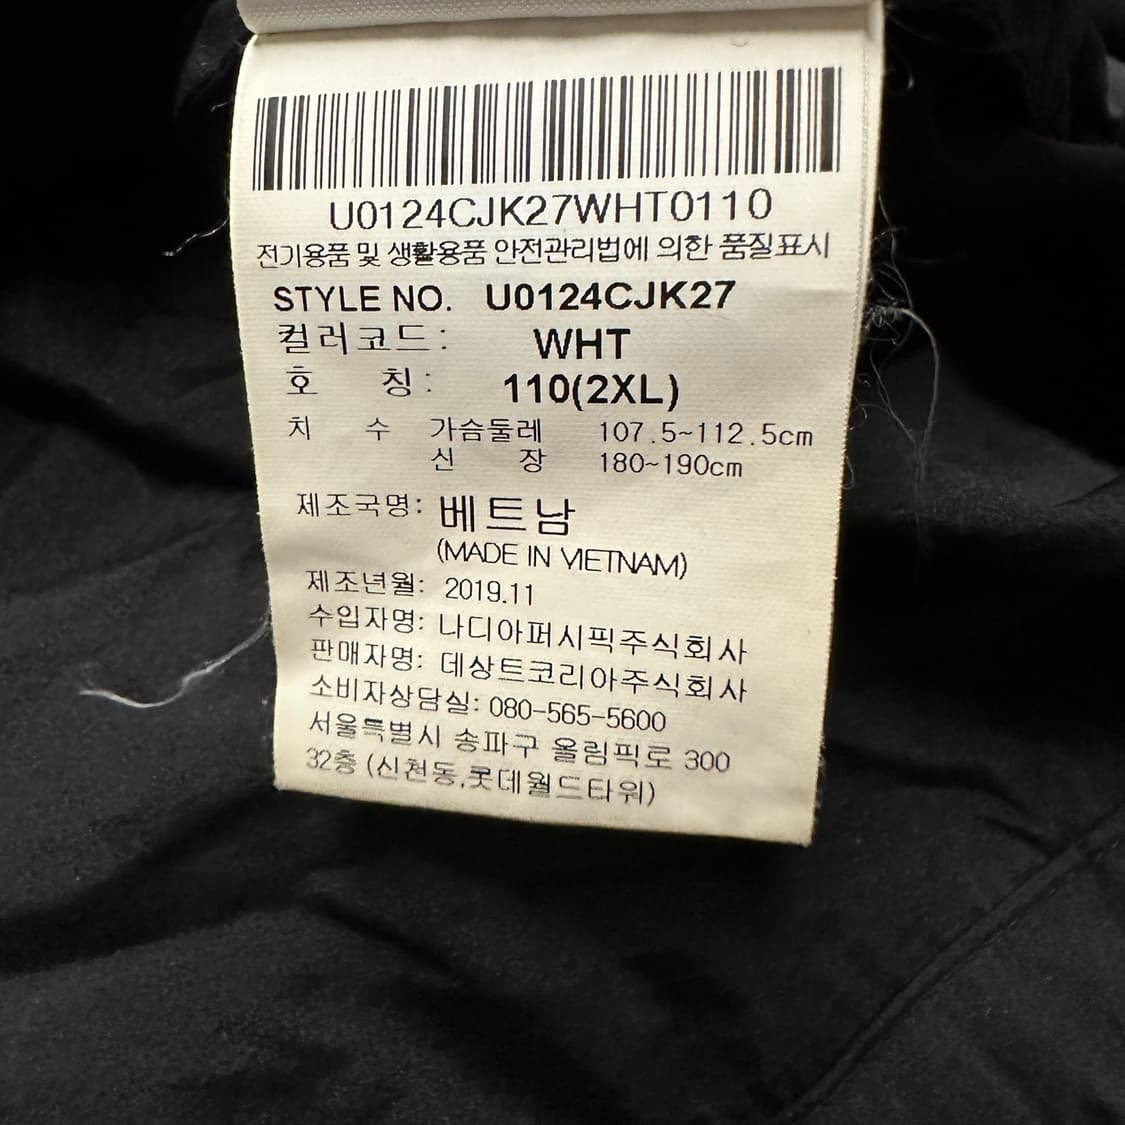 U0124CJK27WHT0110
전기용품 및 생활용품 안전관리법에 의한 품질표시
STYLE NO. U0124CJK27
컬러코드: WHT
호 칭: 110(2XL)
치 수 가슴둘레 107.5~112.5cm
신 장 180~190cm
제조국명: 베트남
(MADE IN VIETNAM)
제조년월: 2019.11
수입자명: 나디아퍼시픽주식회사
판매자명: 데상트코리아주식회사
소비자상담실: 080-565-5600
서울특별시 송파구 올림픽로 300
32층 (신천동,롯데월드타워)